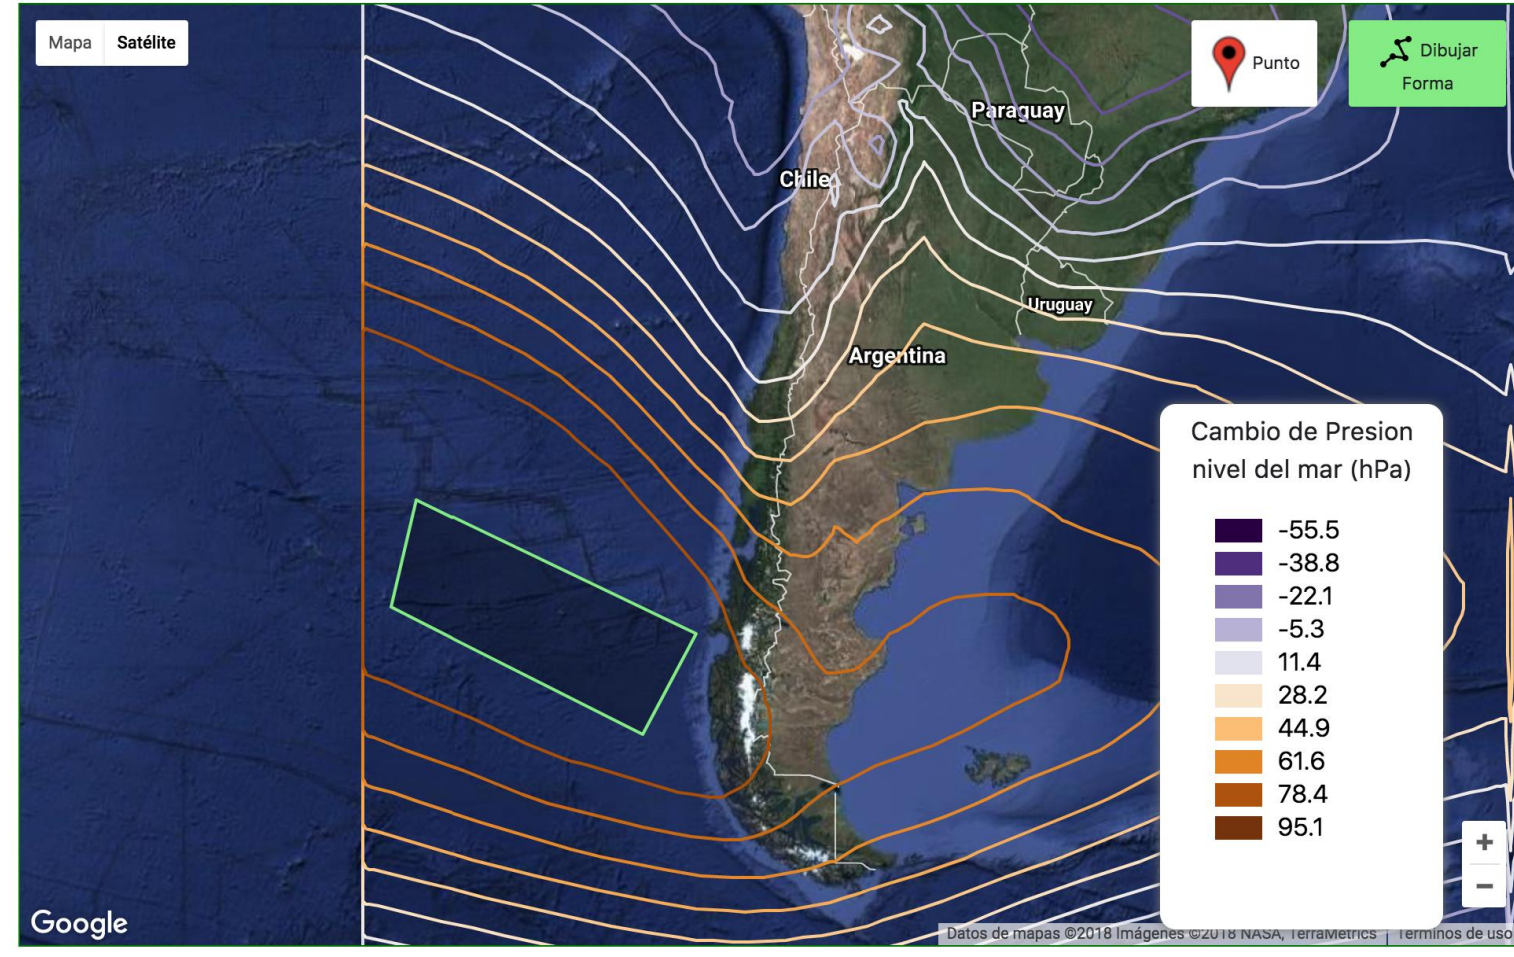 Mapa
Satélite
Punto
Dibujar
Forma
Paraguay
Chile
Uruguay
Argentina
Cambio de Presion
nivel del mar (hPa)
-55.5
-38.8
-22.1
-5.3
11.4
28.2
44.9
61.6
78.4
95.1
+
−
Google
Datos de mapas ©2018 Imágenes ©2018 NASA, TerraMetrics
Términos de uso